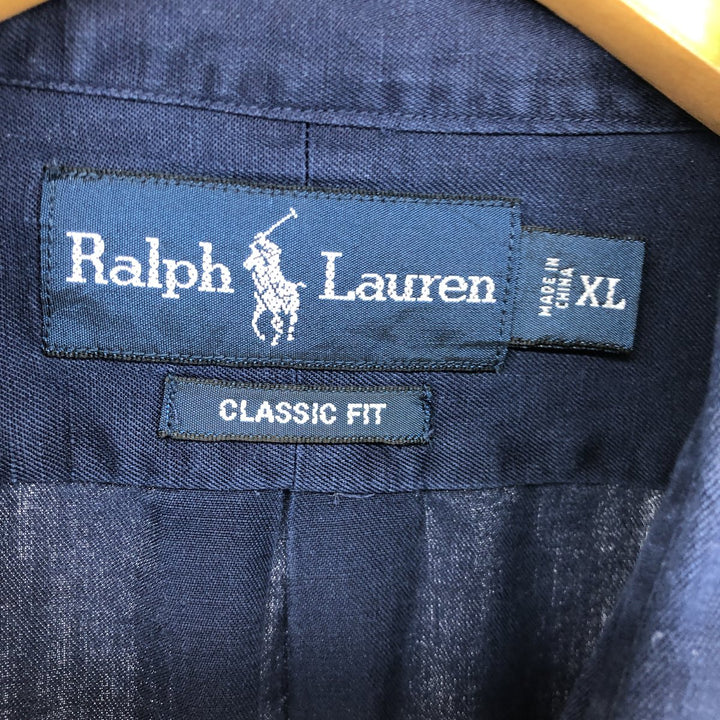 Ralph Lauren
MADE IN
CHINA
XL
CLASSIC FIT